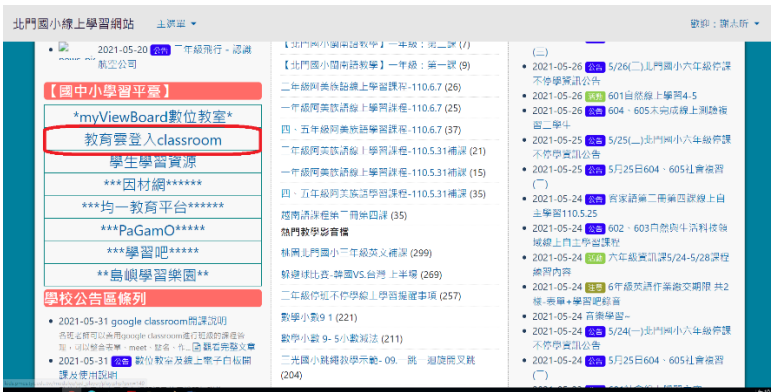 北門國小線上學習網站
主選單
歡迎：謝志昕
2021-05-20 公告 二年級飛行 - 認識
航空公司
【國中小學習平臺】
*myViewBoard數位教室*
教育雲登入classroom
學生學習資源
***因材網******
***均一教育平台******
***PaGamO*****
***學習吧*****
**島嶼學習樂園**
學校公告區條列
2021-05-31 google classroom開課說明
2021-05-31 公告 數位教室及線上電子白板開
課及使用說明
【北門國小閩南語教學】一年級：第二課 (7)
【北門國小閩南語教學】一年級：第一課 (9)
二年級阿美族語線上學習課程-110.6.7 (26)
一年級阿美族語線上學習課程-110.6.7 (25)
四、五年級阿美族語學習課程-110.6.7 (37)
二年級阿美族語線上學習課程-110.5.31補課 (21)
一年級阿美族語線上學習課程-110.5.31補課 (15)
四、五年級阿美族語學習課程-110.5.31補課 (35)
越南語課程第二冊第四課 (35)
熱門教學影音檔
桃園北門國小三年級英文補課 (299)
躲避球比賽-韓國VS.台灣 上半場 (269)
二年級停班不停學線上學習提醒事項 (257)
數學小數9 1 (221)
數學小數 9- 5小數減法 (211)
三光國小跳繩教學示範- 09.一跳一迴旋開叉跳
(204)
(三)
2021-05-26 公告 5/26(三)北門國小六年級停課
不停學資訊公告
2021-05-26 活動 601自然線上學習4-5
2021-05-26 公告 604、605未完成線上測驗複
習二學生
2021-05-25 公告 5/25(二)北門國小六年級停課
不停學資訊公告
2021-05-25 公告 5月25日604、605社會複習
(二)
2021-05-24 公告 客家語第二冊第四課線上自
主學習110.5.25
2021-05-24 公告 602、603自然與生活科技領
域線上自主學習課程
2021-05-24 活動 六年級資訊課5/24-5/28課程
練習內容
2021-05-24 注意 6年級英語作業繳交期限 共2
樣-表單+學習吧錄音
2021-05-24 音樂學習~
2021-05-24 公告 5/24(一)北門國小六年級停課
不停學資訊公告
2021-05-24 公告 5月25日604、605社會複習